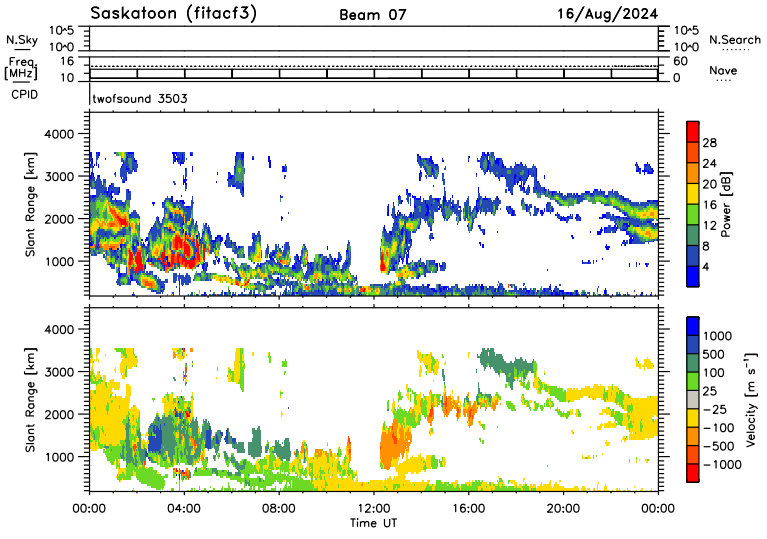 Saskatoon (fitacf3) Beam 07 16/Aug/2024
N.Sky 10^5 10^0 10^5 10^0 N.Search
Freq. [MHz] 16 10 60 0 Nave
CPID twofsound 3503
Slant Range [km]
4000
3000
2000
1000
Power [dB]
28
24
20
16
12
8
4
Slant Range [km]
4000
3000
2000
1000
Velocity [m s⁻¹]
1000
500
100
25
−25
−100
−500
−1000
00:00 04:00 08:00 12:00 16:00 20:00 00:00
Time UT